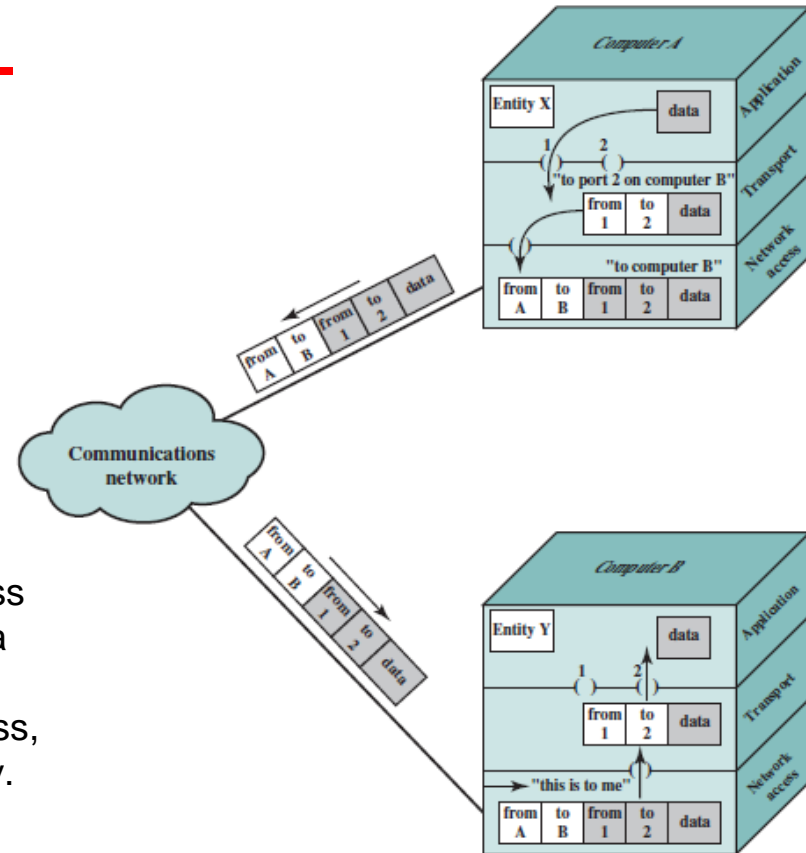 Computer A
Entity X
data
Application
1
2
"to port 2 on computer B"
Transport
from to data
1 2
"to computer B"
Network
access
from to from to data
A B 1 2
from to from to data
A B 1 2
Communications
network
from to from to data
A B 1 2
ss
a
ss,
Computer B
Entity Y
data
Application
1
2
Transport
from to data
1 2
"this is to me"
Network
access
from to from to data
A B 1 2